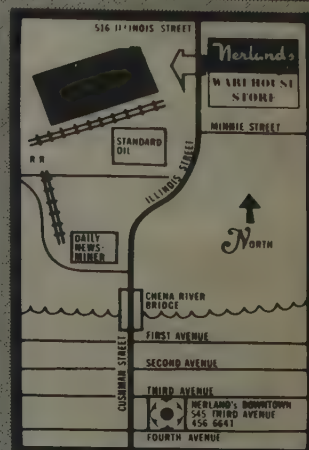 516 ILLINOIS STREET
Nerland's
WAREHOUSE
STORE
MINNIE STREET
STANDARD
OIL
ILLINOIS STREET
R R
DAILY
NEWS-
MINER
North
CHENA RIVER
BRIDGE
FIRST AVENUE
CUSHMAN STREET
SECOND AVENUE
THIRD AVENUE
NERLAND'S DOWNTOWN
545 THIRD AVENUE
456 6641
FOURTH AVENUE